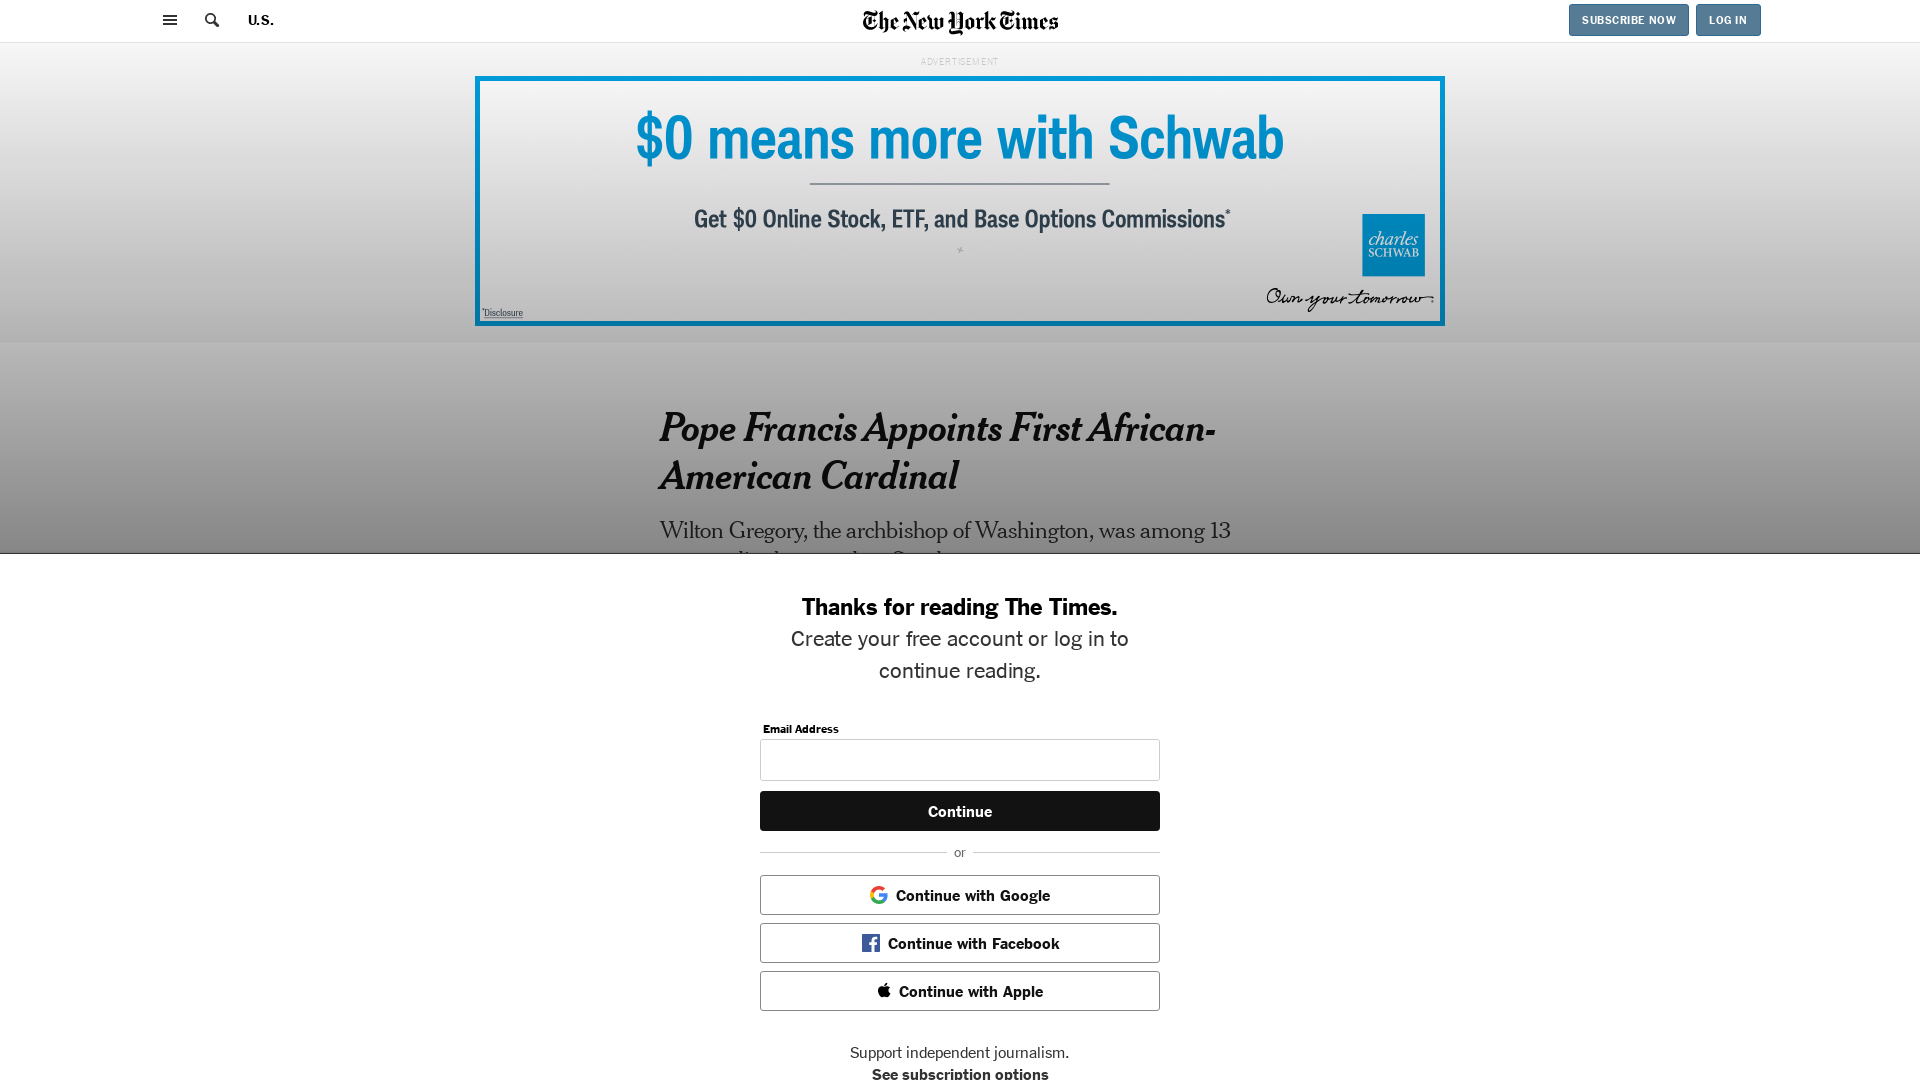 U.S.
The New York Times
SUBSCRIBE NOW
LOG IN
ADVERTISEMENT
$0 means more with Schwab
Get $0 Online Stock, ETF, and Base Options Commissions*
charles
SCHWAB
Own your tomorrow
*Disclosure
Pope Francis Appoints First African-
American Cardinal
Wilton Gregory, the archbishop of Washington, was among 13
Thanks for reading The Times.
Create your free account or log in to
continue reading.
Email Address
Continue
or
Continue with Google
Continue with Facebook
Continue with Apple
Support independent journalism.
See subscription options